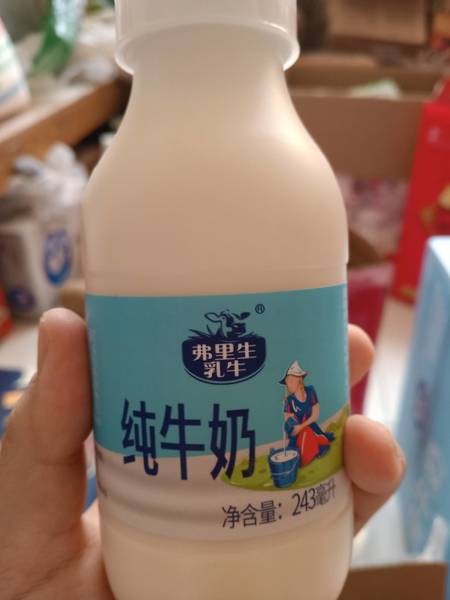 ®
弗里生
乳牛
纯牛奶
净含量：243毫升